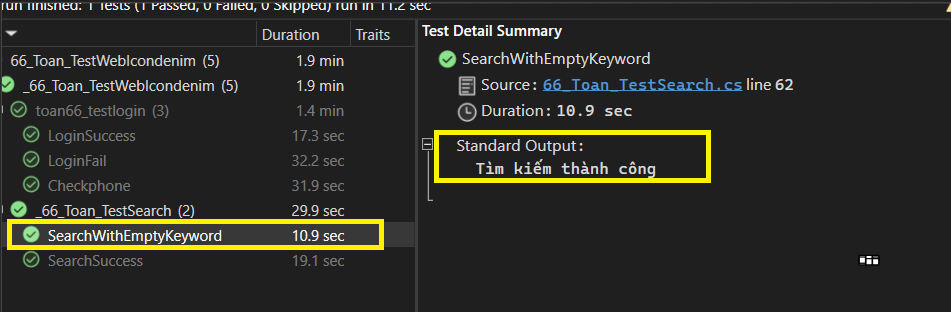 run finished: 1 Tests (1 Passed, 0 Failed, 0 Skipped) run in 11.2 sec
Duration Traits
66_Toan_TestWebIcondenim (5) 1.9 min
_66_Toan_TestWebIcondenim (5) 1.9 min
toan66_testlogin (3) 1.4 min
LoginSuccess 17.3 sec
LoginFail 32.2 sec
Checkphone 31.9 sec
_66_Toan_TestSearch (2) 29.9 sec
SearchWithEmptyKeyword 10.9 sec
SearchSuccess 19.1 sec
Test Detail Summary
SearchWithEmptyKeyword
Source: 66_Toan_TestSearch.cs line 62
Duration: 10.9 sec
Standard Output:
Tìm kiếm thành công